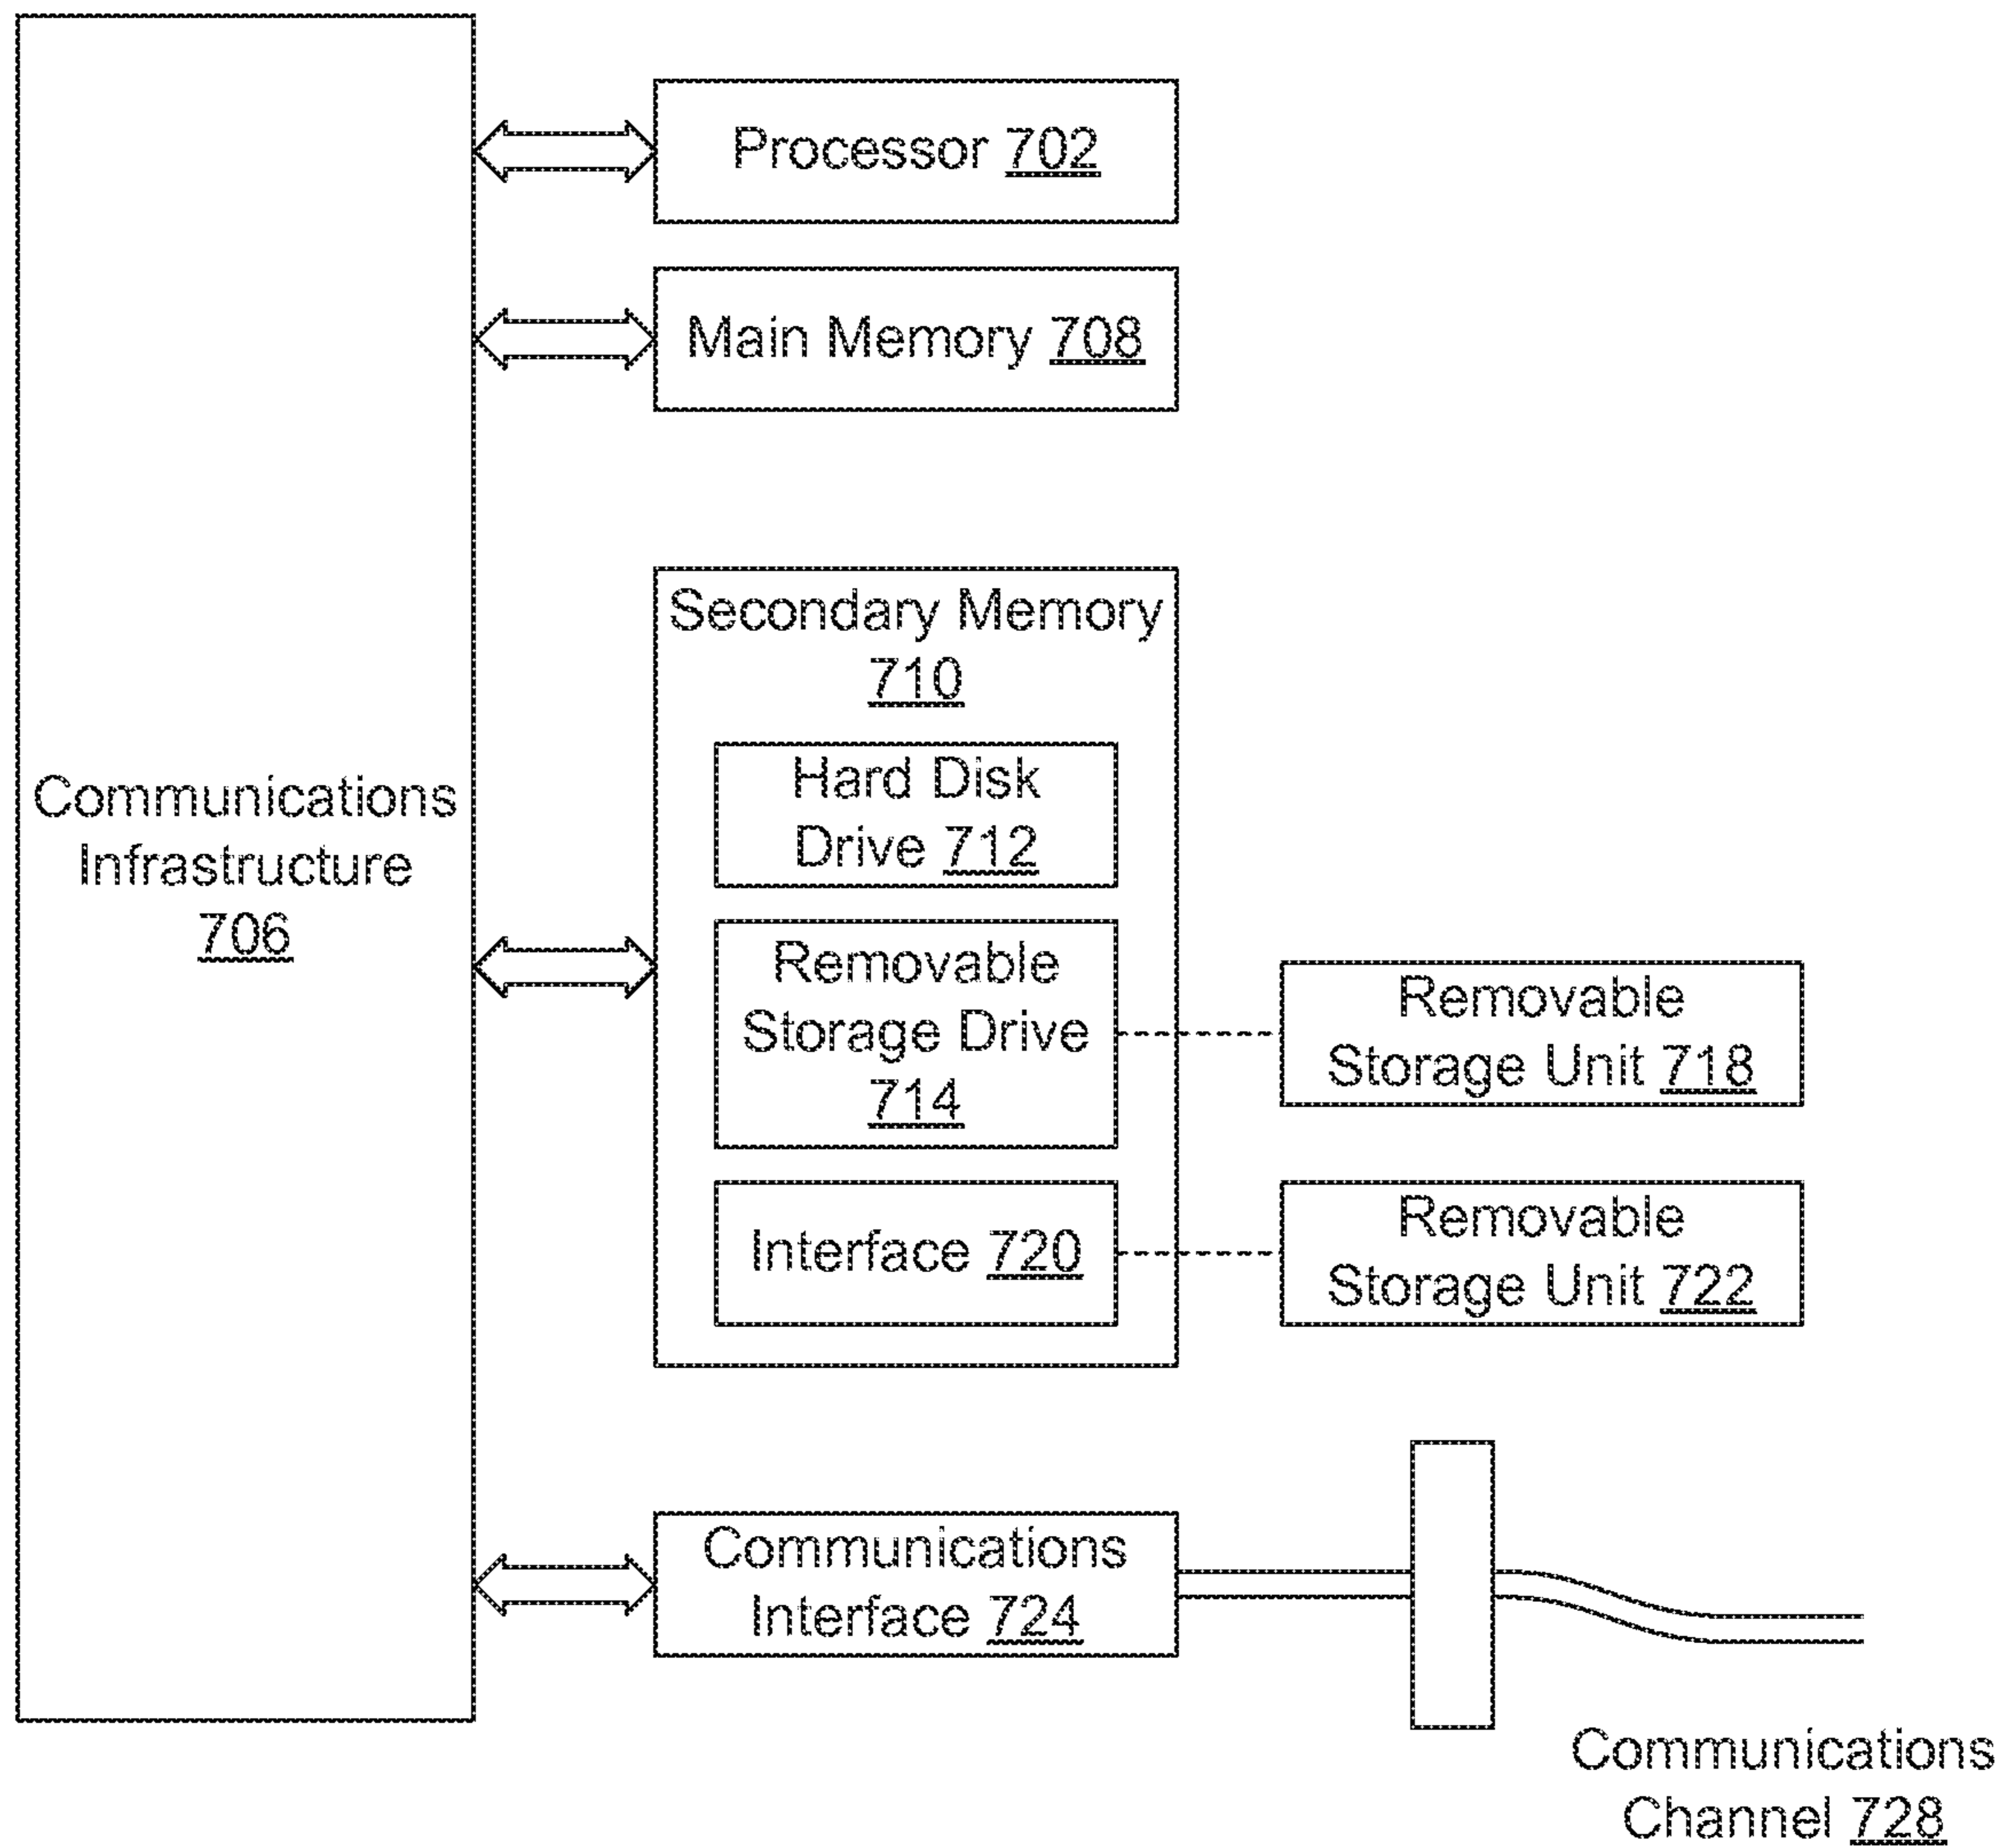 Processor 702
Main Memory 708
Secondary Memory
710
Hard Disk
Drive 712
Communications
Infrastructure
706
Removable
Storage Drive
714
Removable
Storage Unit 718
Interface 720
Removable
Storage Unit 722
Communications
Interface 724
Communications
Channel 728